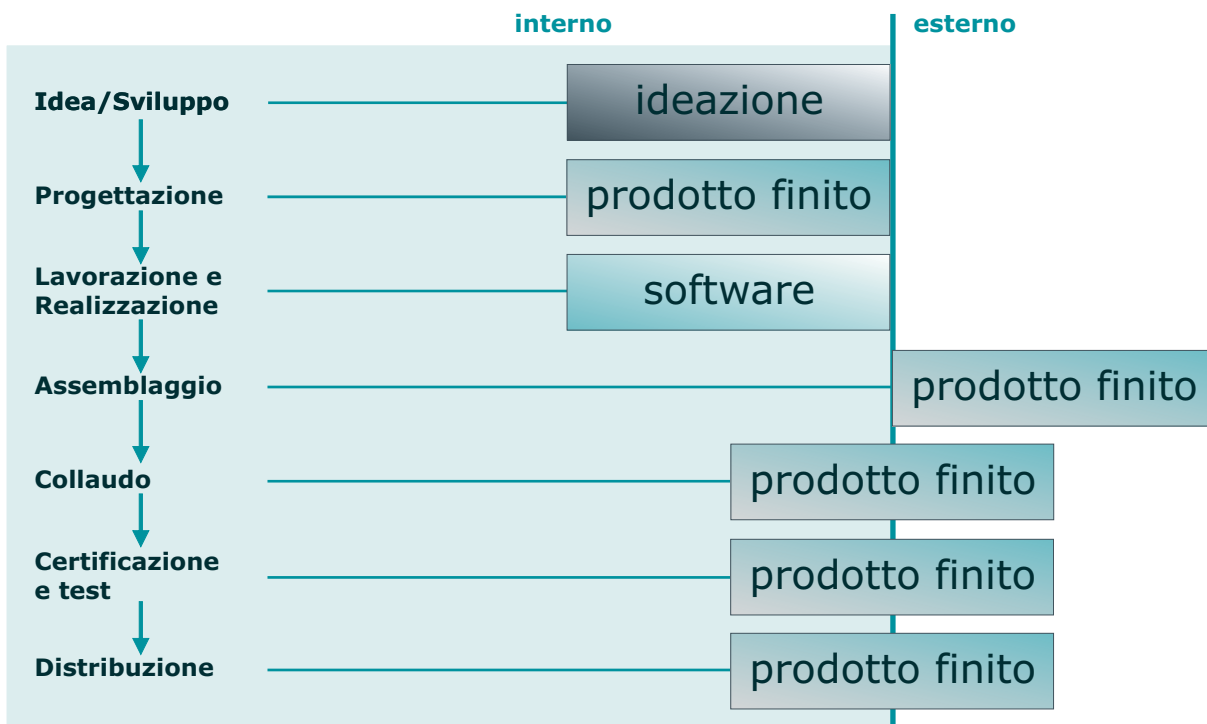 interno
esterno
Idea/Sviluppo
ideazione
Progettazione
prodotto finito
Lavorazione e
Realizzazione
software
Assemblaggio
prodotto finito
Collaudo
prodotto finito
Certificazione
e test
prodotto finito
Distribuzione
prodotto finito